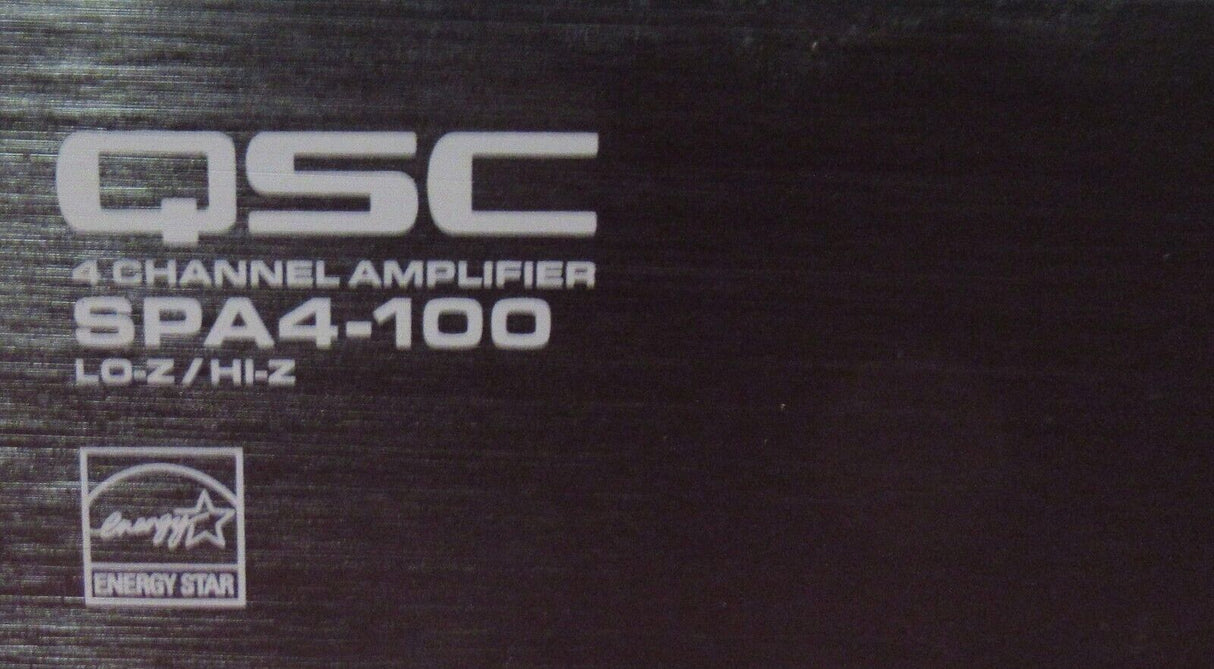 QSC
4 CHANNEL AMPLIFIER
SPA4-100
LO-Z / HI-Z
energy
ENERGY STAR